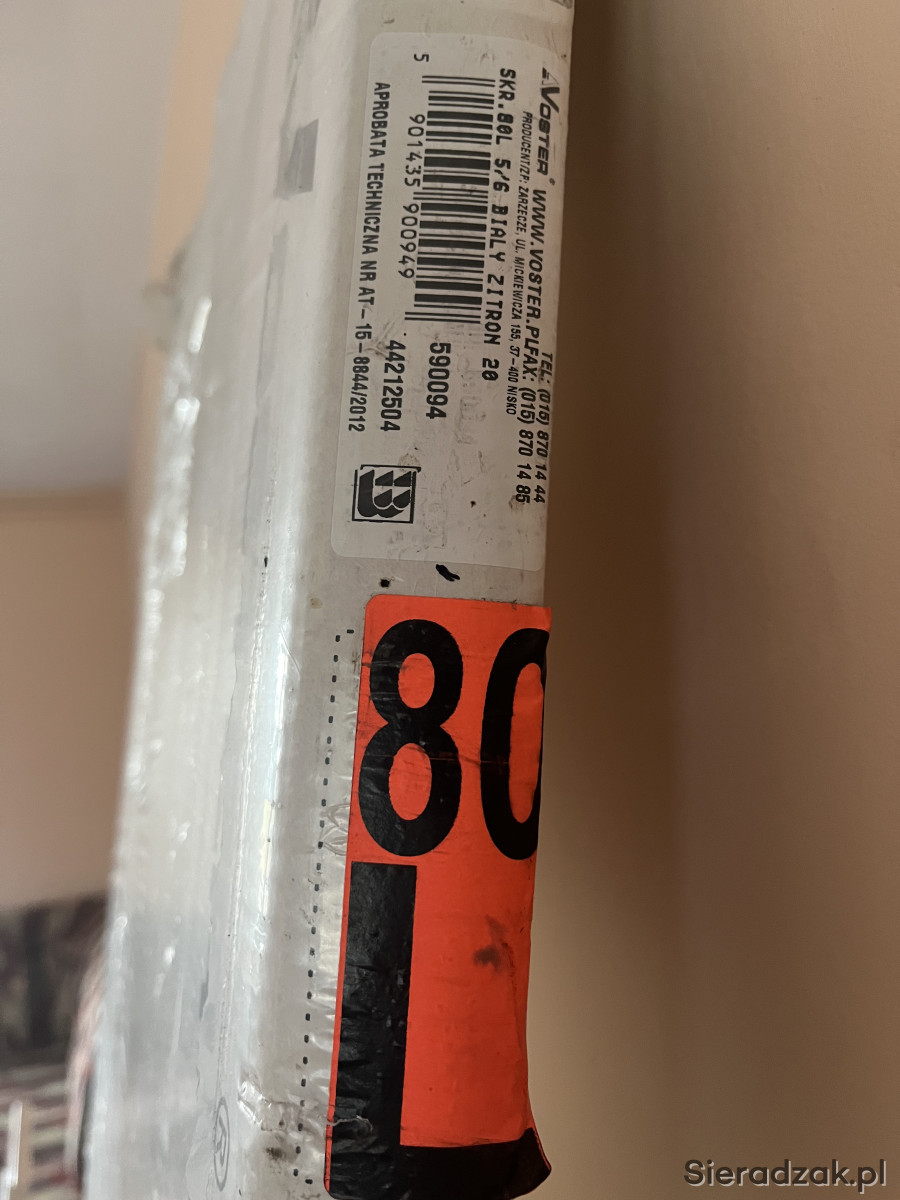 VOSTER® WWW.VOSTER.PL
TEL: (015) 870 14 44
FAX: (015) 870 14 85
PRODUCENT/ZP: ZARZECZE, UL. MICKIEWICZA 155, 37-400 NISKO
SKR.80L 5/6 BIALY ZITRON 20
5 901435 900949
590094
44212504
APROBATA TECHNICZNA NR AT-15-8844/2012
B
80
L
®
Sieradzak.pl